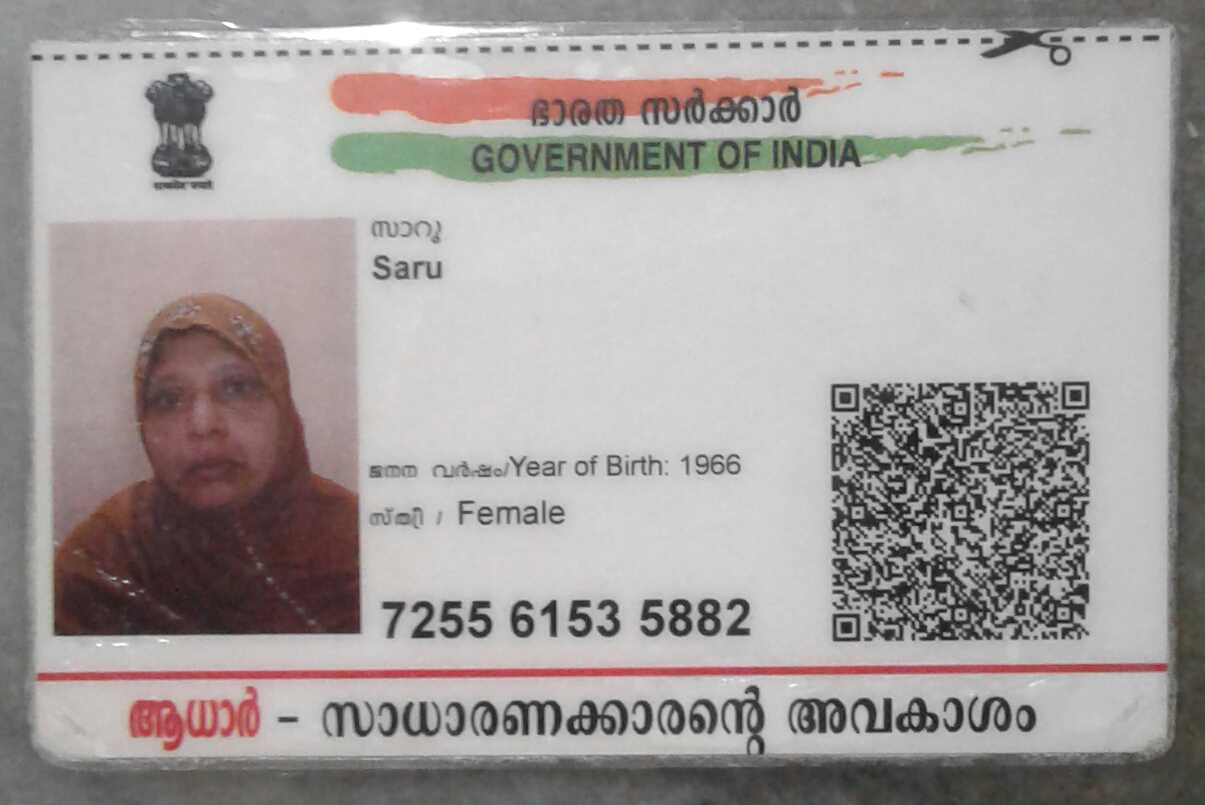 ഭാരത സർക്കാർ
GOVERNMENT OF INDIA
സാറു
Saru
ജനന വർഷം/Year of Birth: 1966
സ്ത്രീ / Female
7255 6153 5882
ആധാർ – സാധാരണക്കാരന്റെ അവകാശം